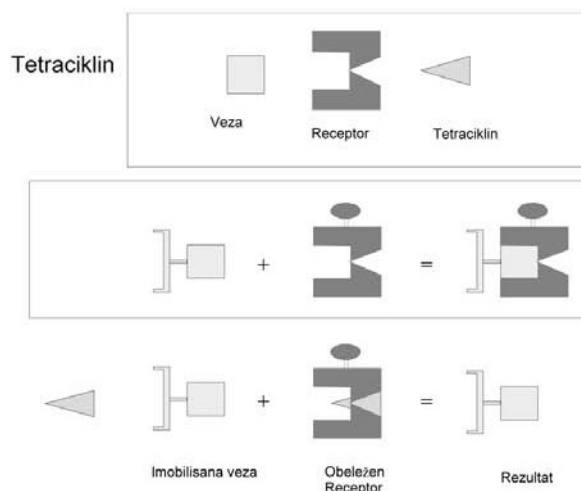 Tetraciklin
Veza
Receptor
Tetraciklin
+
=
+
=
Imobilisana veza
Obeležen
Receptor
Rezultat